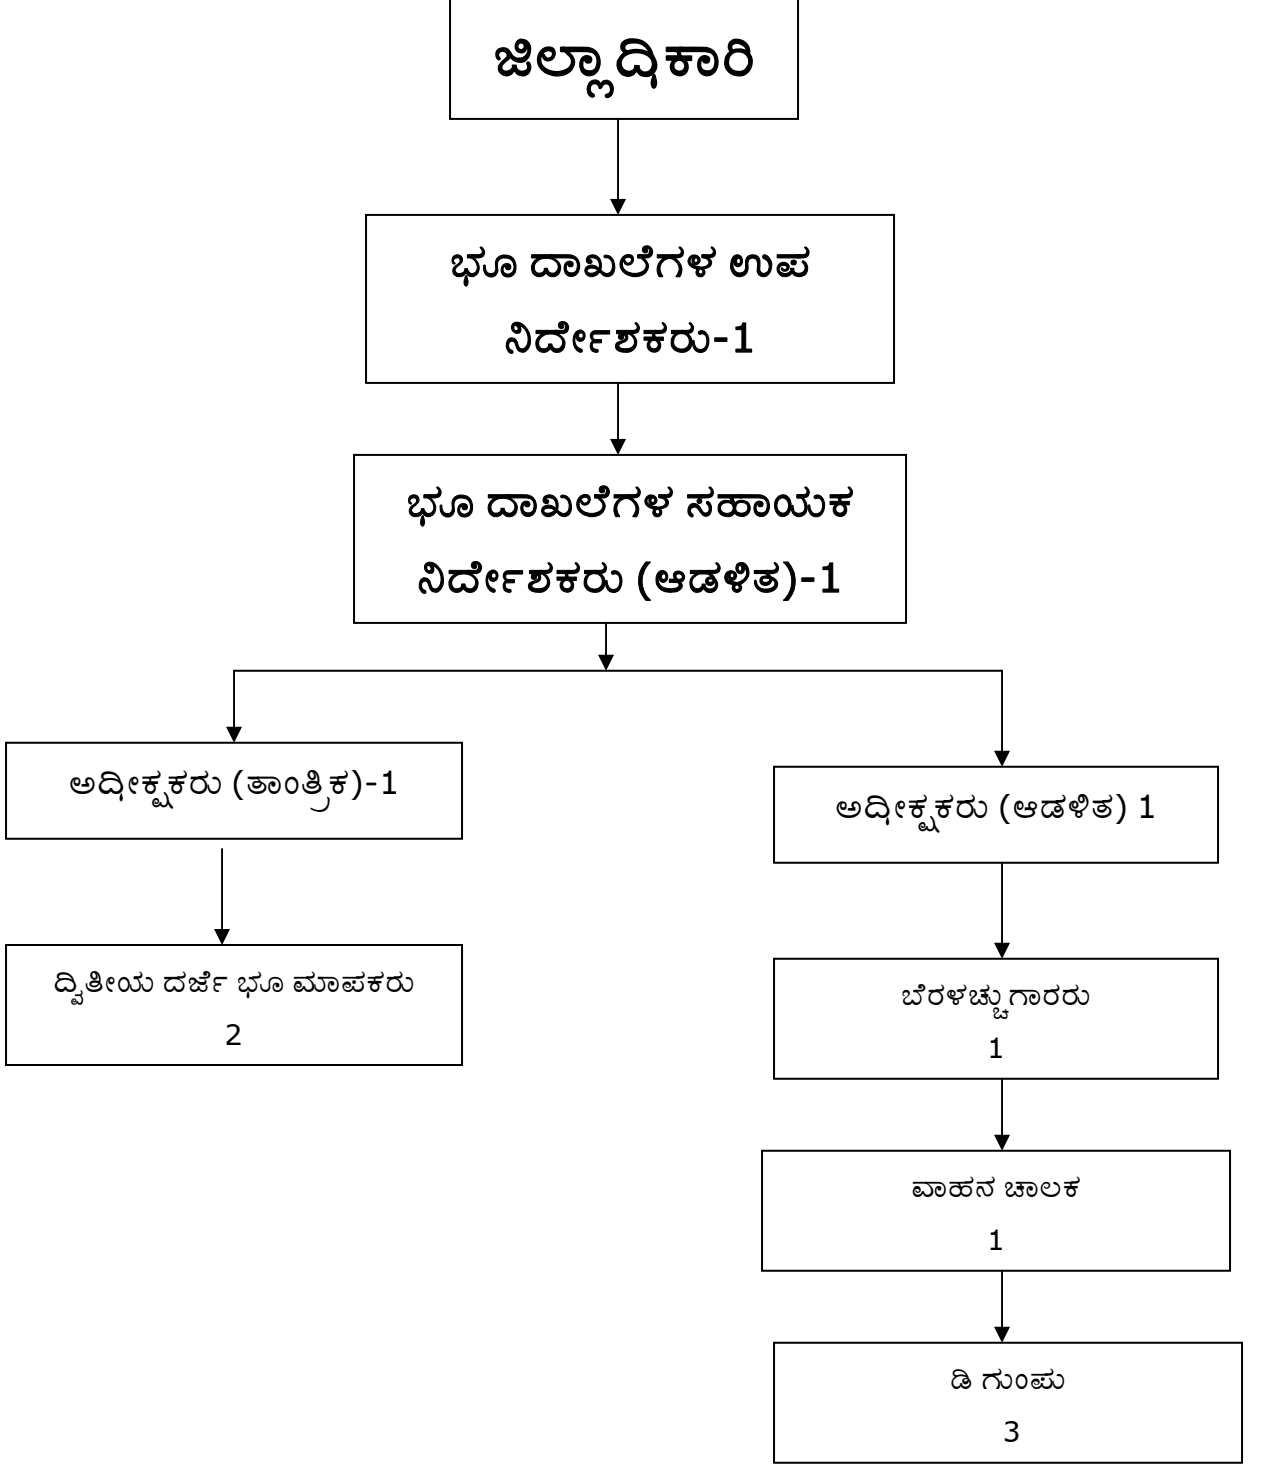 ಜಿಲ್ಲಾಧಿಕಾರಿ
ಭೂ ದಾಖಲೆಗಳ ಉಪ
ನಿರ್ದೇಶಕರು-1
ಭೂ ದಾಖಲೆಗಳ ಸಹಾಯಕ
ನಿರ್ದೇಶಕರು (ಆಡಳಿತ)-1
ಅಧೀಕ್ಷಕರು (ತಾಂತ್ರಿಕ)-1
ಅಧೀಕ್ಷಕರು (ಆಡಳಿತ) 1
ದ್ವಿತೀಯ ದರ್ಜೆ ಭೂ ಮಾಪಕರು
2
ಬೆರಳಚ್ಚುಗಾರರು
1
ವಾಹನ ಚಾಲಕ
1
ಡಿ ಗುಂಪು
3